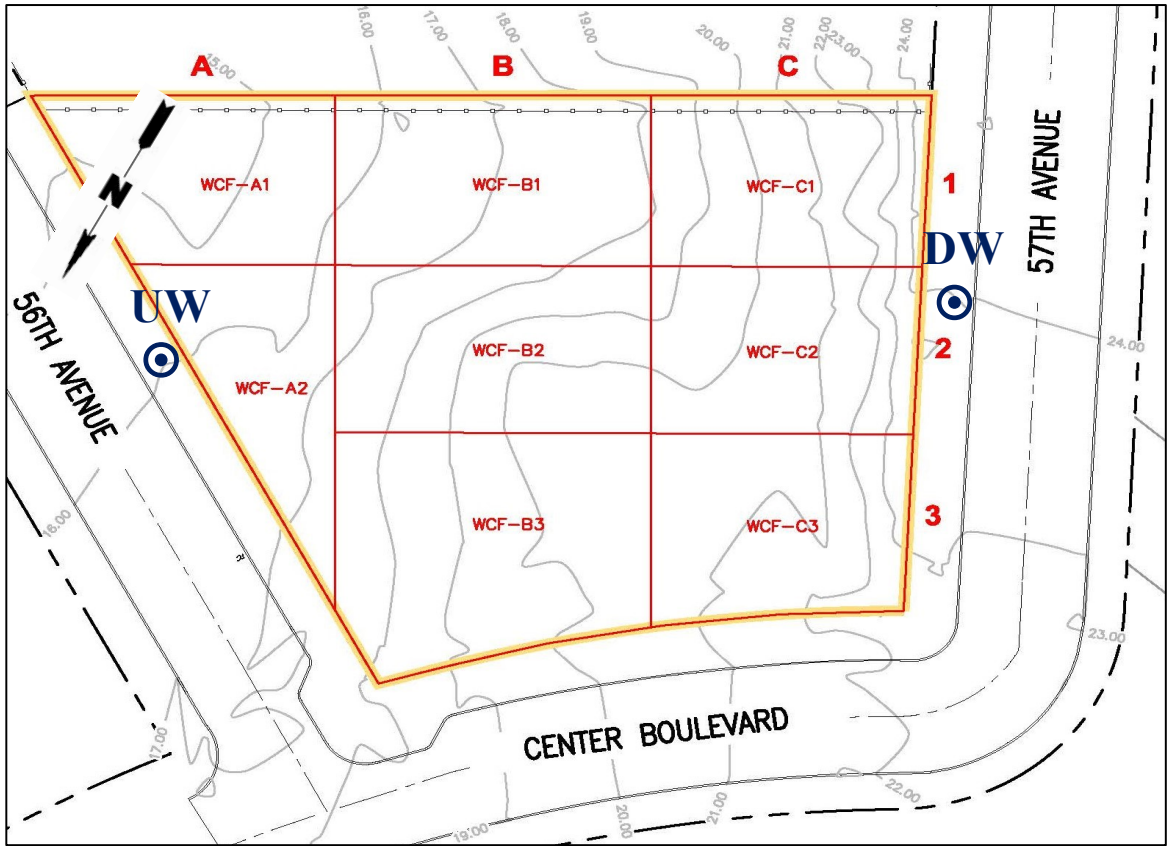 16.00
17.00
18.00
19.00
20.00
21.00
22.00
23.00
24.00
A
B
C
15.00
N
WCF-A1
WCF-B1
WCF-C1
1
57TH AVENUE
DW
UW
56TH AVENUE
WCF-A2
WCF-B2
WCF-C2
2
24.00
16.00
WCF-B3
WCF-C3
3
23.00
17.00
CENTER BOULEVARD
22.00
21.00
20.00
19.00